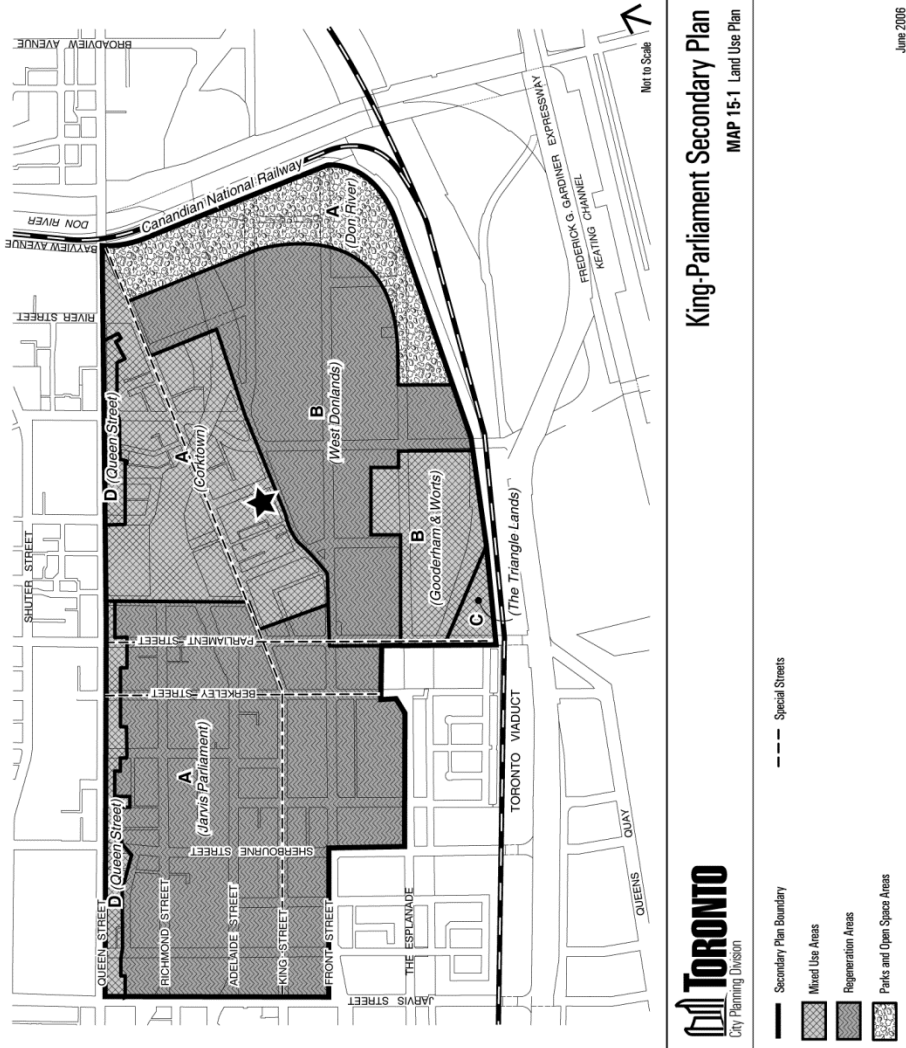 BROADVIEW AVENUE
DON RIVER
BAYVIEW AVENUE
Canandian National Railway
RIVER STREET
A
(Don River)
Not to Scale
FREDERICK G. GARDINER EXPRESSWAY
KEATING CHANNEL
SHUTER STREET
D (Queen Street)
A
(Corktown)
B
(West Donlands)
B
(Gooderham & Worts)
C
(The Triangle Lands)
PARLIAMENT STREET
BERKELEY STREET
A
(Jarvis Parliament)
D (Queen Street)
SHERBOURNE STREET
QUEEN STREET
RICHMOND STREET
ADELAIDE STREET
KING STREET
FRONT STREET
THE ESPLANADE
JARVIS STREET
TORONTO VIADUCT
QUEENS QUAY
TORONTO
City Planning Division
King-Parliament Secondary Plan
MAP 15-1 Land Use Plan
Secondary Plan Boundary
Special Streets
Mixed Use Areas
Regeneration Areas
Parks and Open Space Areas
June 2006